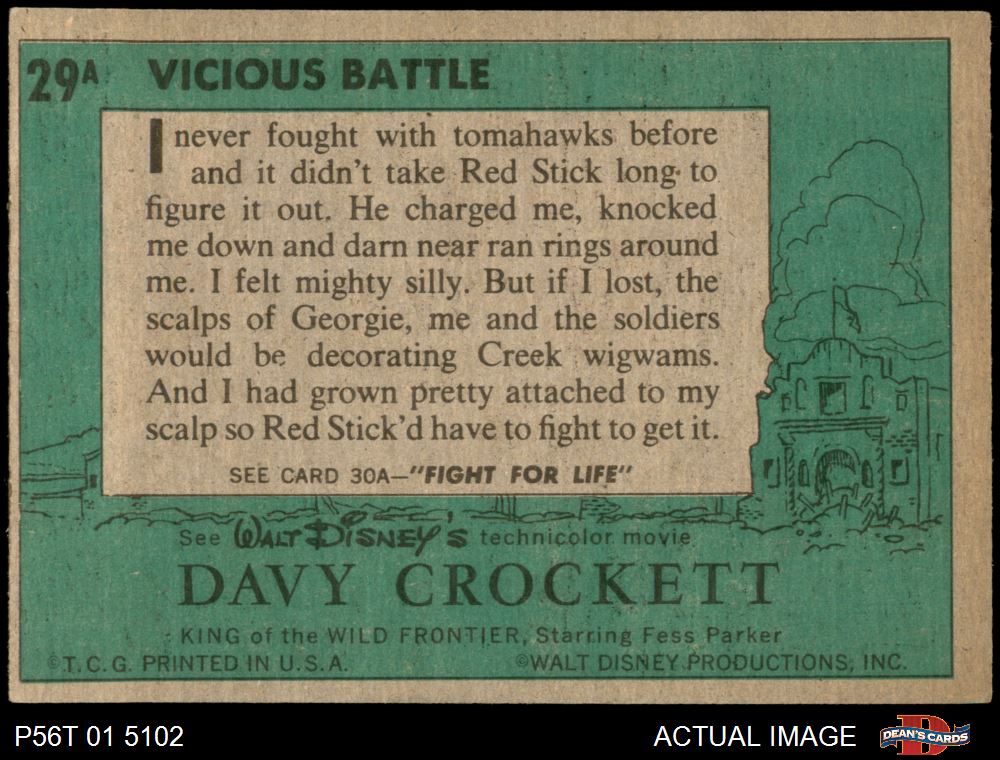 29A VICIOUS BATTLE
I never fought with tomahawks before
and it didn't take Red Stick long to
figure it out. He charged me, knocked
me down and darn near ran rings around
me. I felt mighty silly. But if I lost, the
scalps of Georgie, me and the soldiers
would be decorating Creek wigwams.
And I had grown pretty attached to my
scalp so Red Stick'd have to fight to get it.
SEE CARD 30A—"FIGHT FOR LIFE"
See WALT DISNEY'S technicolor movie
DAVY CROCKETT
KING of the WILD FRONTIER, Starring Fess Parker
©T.C.G. PRINTED IN U.S.A. ©WALT DISNEY PRODUCTIONS, INC.
P56T 01 5102 ACTUAL IMAGE D DEAN'S CARDS